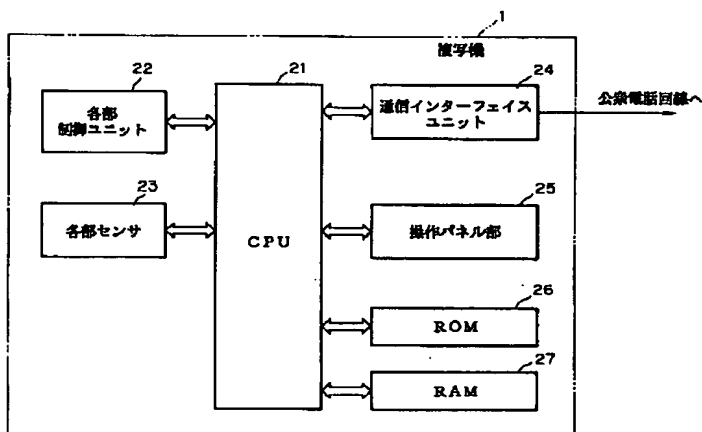 1
複写機
22
各部
制御ユニット
21
CPU
24
通信インターフェイス
ユニット
公衆電話回線へ
23
各部センサ
25
操作パネル部
26
ROM
27
RAM